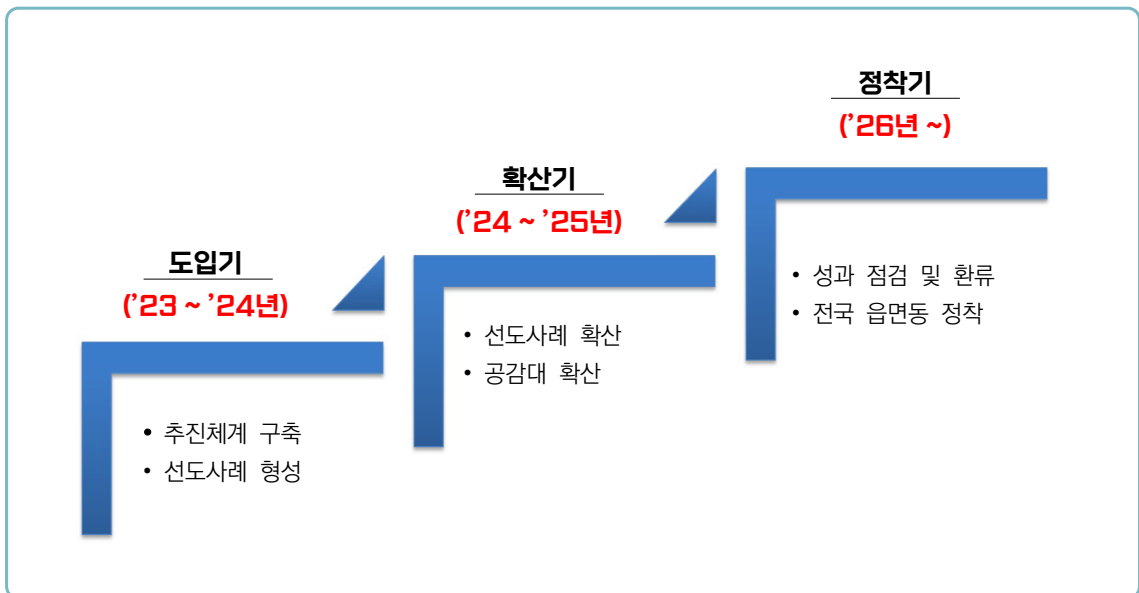 도입기
(’23 ~ ’24년)
• 추진체계 구축
• 선도사례 형성
확산기
(’24 ~ ’25년)
• 선도사례 확산
• 공감대 확산
정착기
(’26년 ~)
• 성과 점검 및 환류
• 전국 읍면동 정착